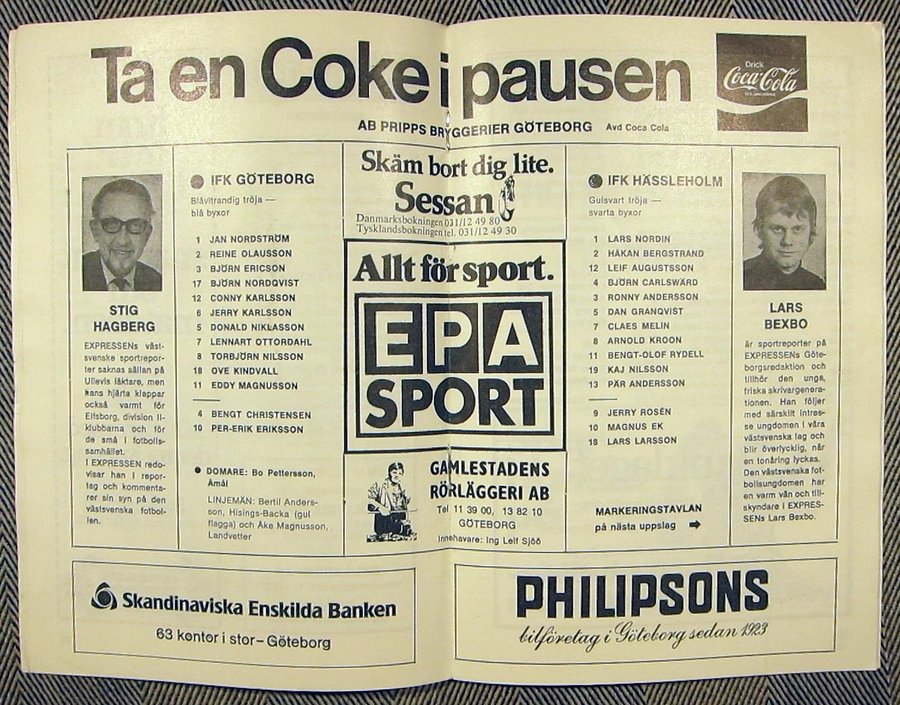 Ta en Coke i pausen
Drick
Coca-Cola
AB PRIPPS BRYGGERIER GÖTEBORG Avd Coca Cola
STIG
HAGBERG
EXPRESSENs väst-
svenske sportrepor-
ter saknas sällan på
Ullevis läktare, men
hans hjärta klappar
också varmt för
Elfsborg, division II-
klubbarna och för
de små i fotbolls-
samhället.
I EXPRESSEN redo-
visar han i repor-
tag och kommenta-
rer sin syn på den
västsvenska fotbol-
len.
IFK GÖTEBORG
Blåvitrandig tröja —
blå byxor
1 JAN NORDSTRÖM
2 REINE OLAUSSON
3 BJÖRN ERICSON
17 BJÖRN NORDQVIST
12 CONNY KARLSSON
6 JERRY KARLSSON
5 DONALD NIKLASSON
7 LENNART OTTORDAHL
8 TORBJÖRN NILSSON
18 OVE KINDVALL
11 EDDY MAGNUSSON
4 BENGT CHRISTENSEN
10 PER-ERIK ERIKSSON
DOMARE: Bo Pettersson,
Åmål
LINJEMÄN: Bertil Anders-
son, Hisings-Backa (gul
flagga) och Åke Magnusson,
Landvetter
Skäm bort dig lite.
Sessan
Danmarksbokningen 031/12 49 80
Tysklandsbokningen tel. 031/12 49 30
Allt för sport.
EPA
SPORT
GAMLESTADENS
RÖRLÄGGERI AB
Tel 11 39 00, 13 82 10
GÖTEBORG
Innehavare: Ing Leif Sjöö
IFK HÄSSLEHOLM
Gulsvart tröja —
svarta byxor
1 LARS NORDIN
2 HÅKAN BERGSTRAND
12 LEIF AUGUSTSSON
4 BJÖRN CARLSWÄRD
3 RONNY ANDERSSON
5 DAN GRANQVIST
7 CLAES MELIN
8 ARNOLD KROON
11 BENGT-OLOF RYDELL
19 KAJ NILSSON
13 PÄR ANDERSSON
9 JERRY ROSÉN
10 MAGNUS EK
18 LARS LARSSON
MARKERINGSTAVLAN
på nästa uppslag
LARS
BEXBO
är sportreporter på
EXPRESSENs Göte-
borgsredaktion och
tillhör den unga,
friska skrivargenera-
tionen. Han följer
med särskilt intres-
se ungdomen i våra
västsvenska lag och
blir överlycklig, när
en tonåring lyckas.
Den västsvenska fot-
bollsungdomen har
en varm vän och till-
skyndare i EXPRES-
SENs Lars Bexbo.
Skandinaviska Enskilda Banken
63 kontor i stor-Göteborg
PHILIPSONS
bilföretag i Göteborg sedan 1923